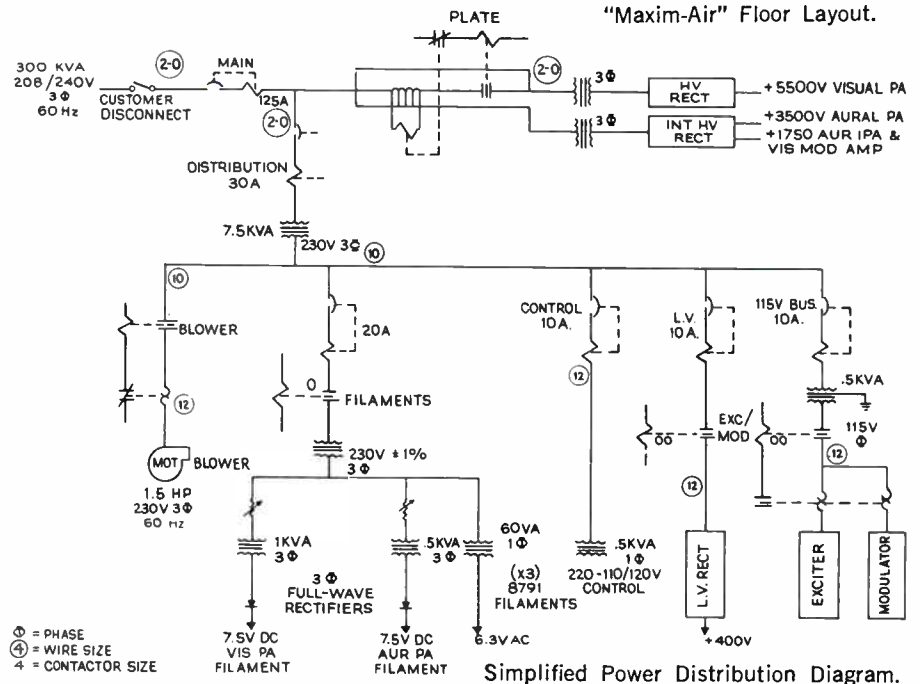 "Maxim-Air" Floor Layout.
PLATE
300 KVA
208/240V
3Φ
60Hz
2-0
MAIN
CUSTOMER
DISCONNECT
125A
2-0
2-0
3Φ
HV
RECT
+5500V VISUAL PA
3Φ
INT HV
RECT
+3500V AURAL PA
+1750 AUR IPA &
VIS MOD AMP
DISTRIBUTION
30A
7.5KVA
230V 3Φ
10
10
BLOWER
12
MOT
BLOWER
1.5 HP
230V 3Φ
60 Hz
20A
O
FILAMENTS
230V ±1%
3Φ
1KVA
3Φ
3Φ
FULL-WAVE
RECTIFIERS
7.5V DC
VIS PA
FILAMENT
.5KVA
3Φ
7.5V DC
AUR PA
FILAMENT
60VA
1Φ
(x3)
8791
FILAMENTS
6.3VAC
CONTROL
10A.
12
.5KVA
1Φ
220-110/120V
CONTROL
L.V.
10A.
OO
EXC/
MOD
12
L.V. RECT
+400V
115V BUS
10A.
.5KVA
115V
Φ
OO
12
EXCITER
MODULATOR
Φ = PHASE
4 = WIRE SIZE
4 = CONTACTOR SIZE
Simplified Power Distribution Diagram.